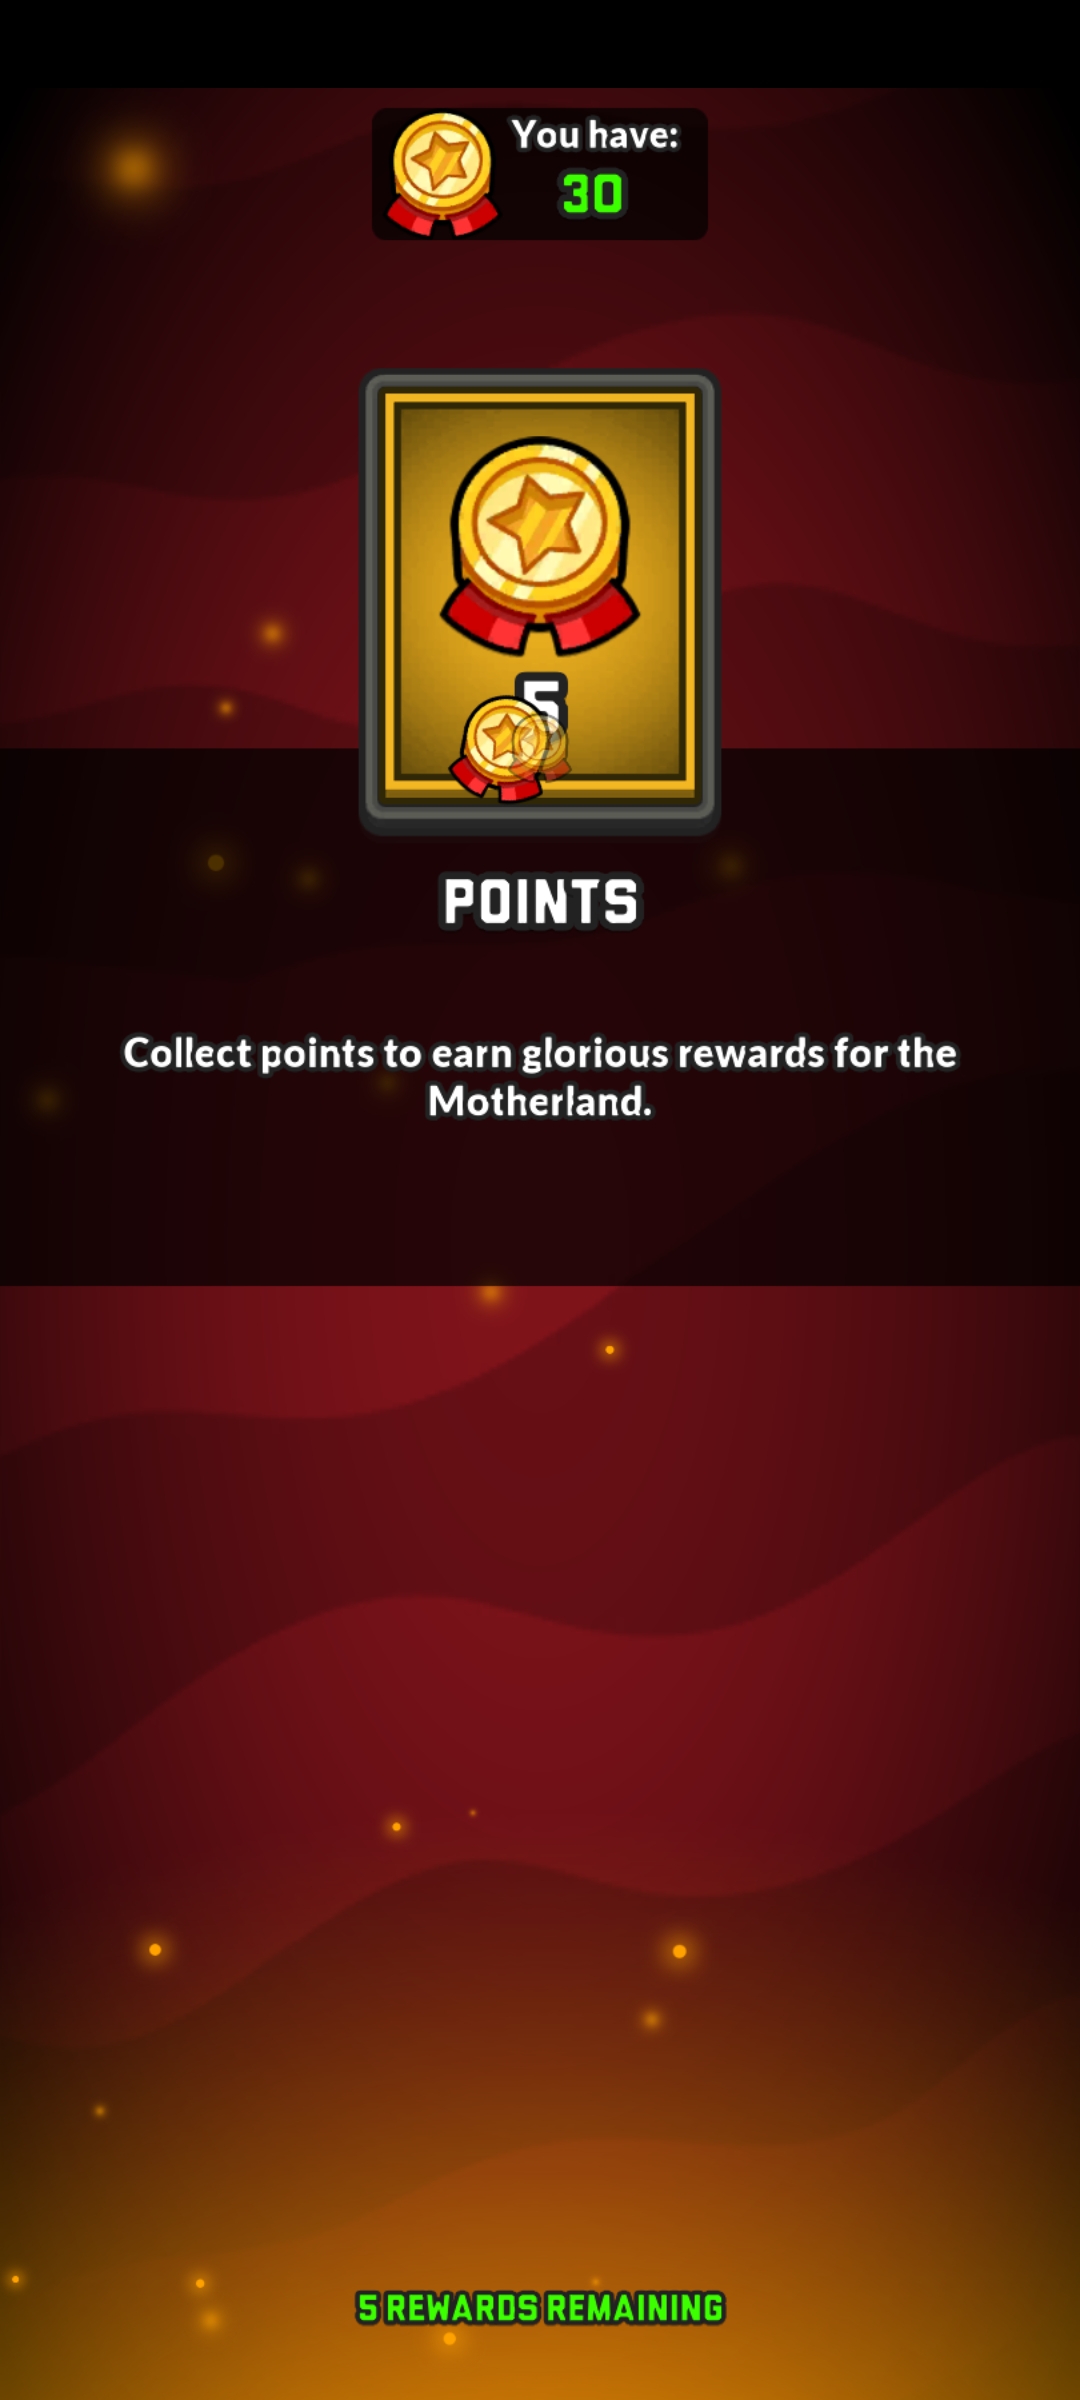 You have:
30
5
POINTS
Collect points to earn glorious rewards for the
Motherland.
5 REWARDS REMAINING